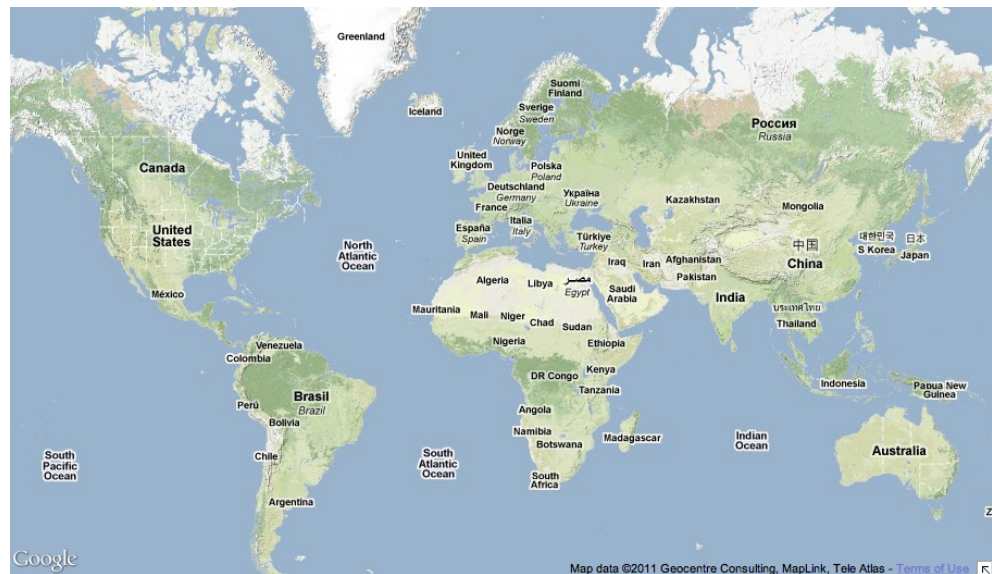 Greenland
Iceland
Suomi
Finland
Sverige
Sweden
Norge
Norway
Россия
Russia
Canada
United
Kingdom
Polska
Poland
Deutschland
Germany
Україна
Ukraine
France
Kazakhstan
Mongolia
United
States
España
Spain
Italia
Italy
Türkiye
Turkey
North
Atlantic
Ocean
中国
China
대한민국
S Korea
日本
Japan
Iraq
Iran
Afghanistan
Pakistan
México
Algeria
Libya
مصر
Egypt
Saudi
Arabia
India
Mauritania
Mali
Niger
Chad
Sudan
ประเทศไทย
Thailand
Nigeria
Ethiopia
Venezuela
Colombia
DR Congo
Kenya
Tanzania
Indonesia
Papua New
Guinea
Brasil
Brazil
Perú
Bolivia
Angola
Namibia
Botswana
Madagascar
Indian
Ocean
Australia
South
Pacific
Ocean
Chile
South
Atlantic
Ocean
South
Africa
Argentina
Z
Google
Map data ©2011 Geocentre Consulting, MapLink, Tele Atlas - Terms of Use